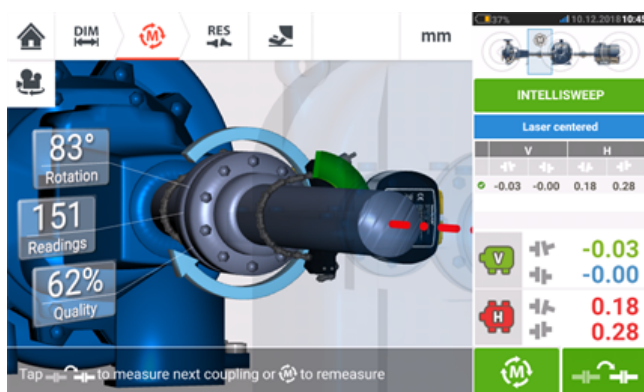 37% 10.12.2018 10:45
DIM
M
RES
mm
INTELLISWEEP
Laser centered
V H
-0.03 -0.00 0.18 0.28
83°
Rotation
151
Readings
62%
Quality
V -0.03
-0.00
H 0.18
0.28
Tap to measure next coupling or M to remeasure
M